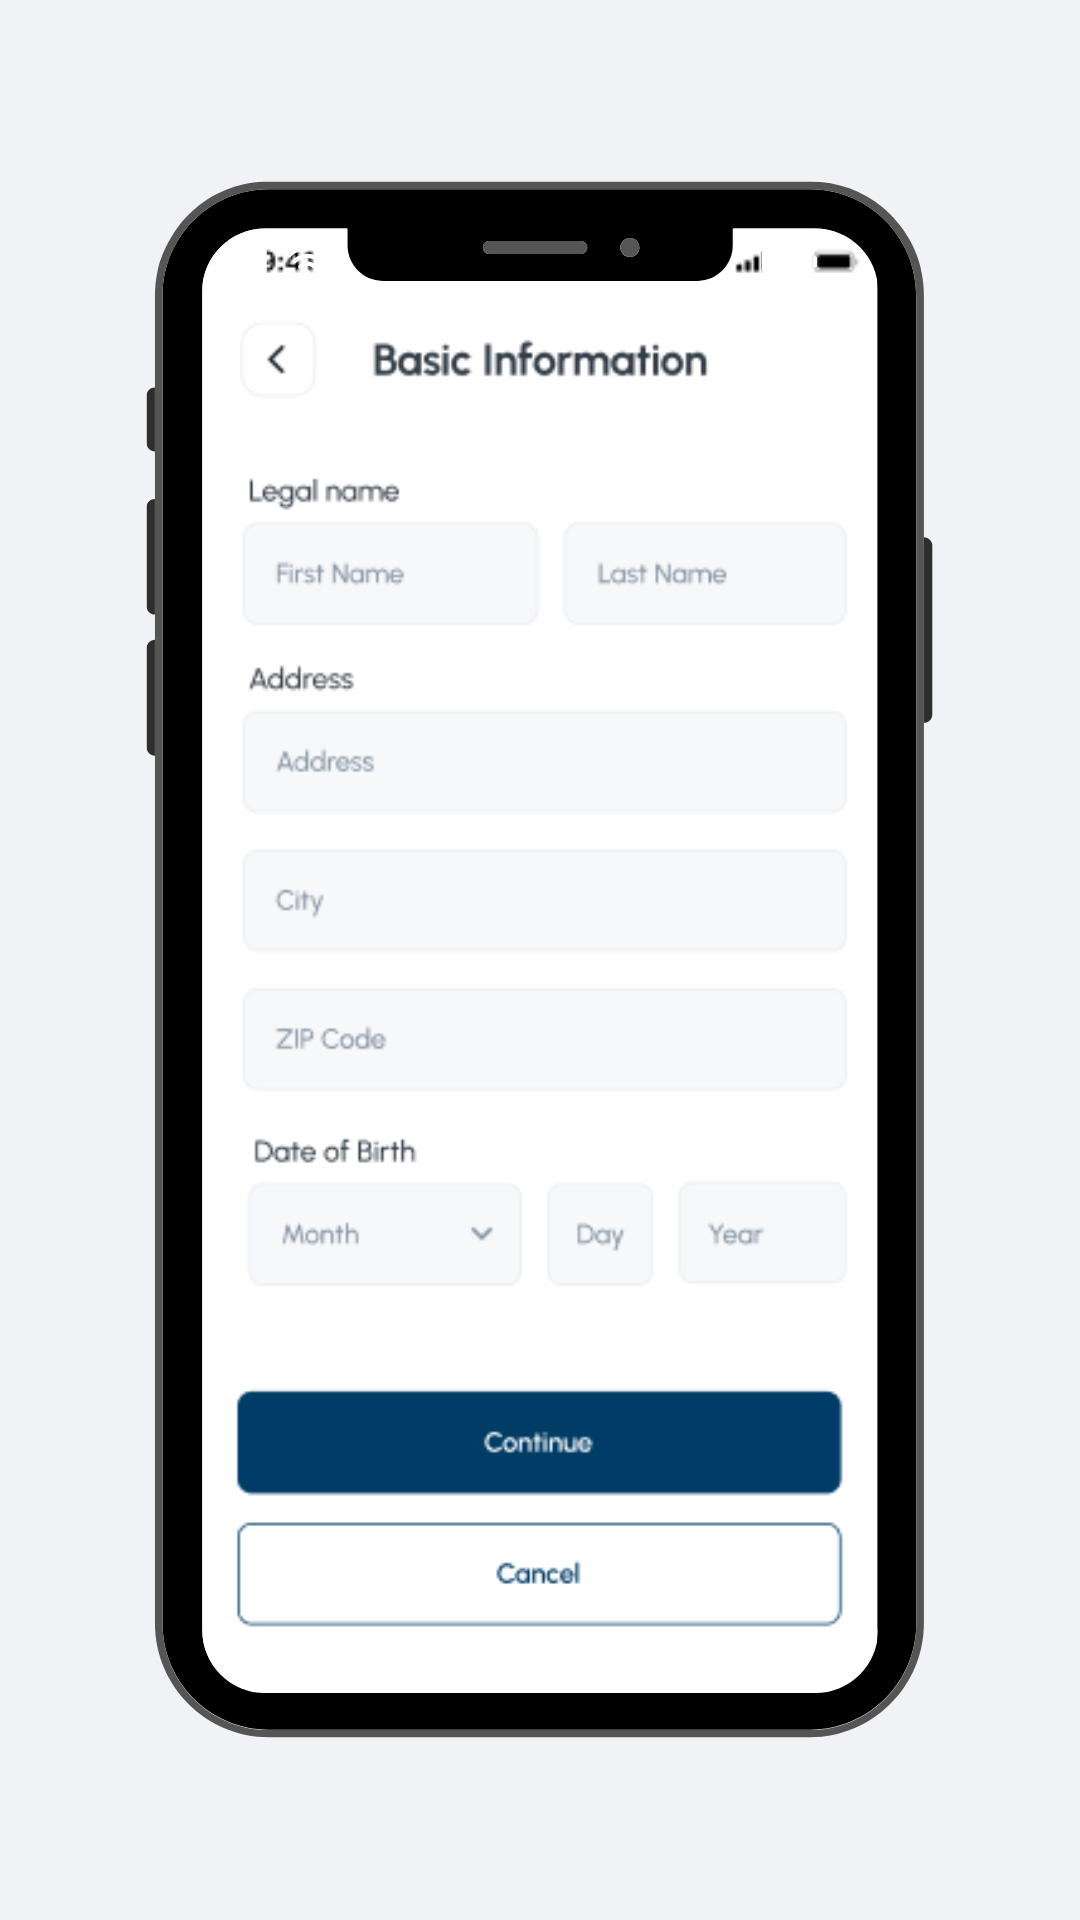 Basic Information
Legal name
First Name Last Name
Address
Address
City
ZIP Code
Date of Birth
Month Day Year
Continue
Cancel